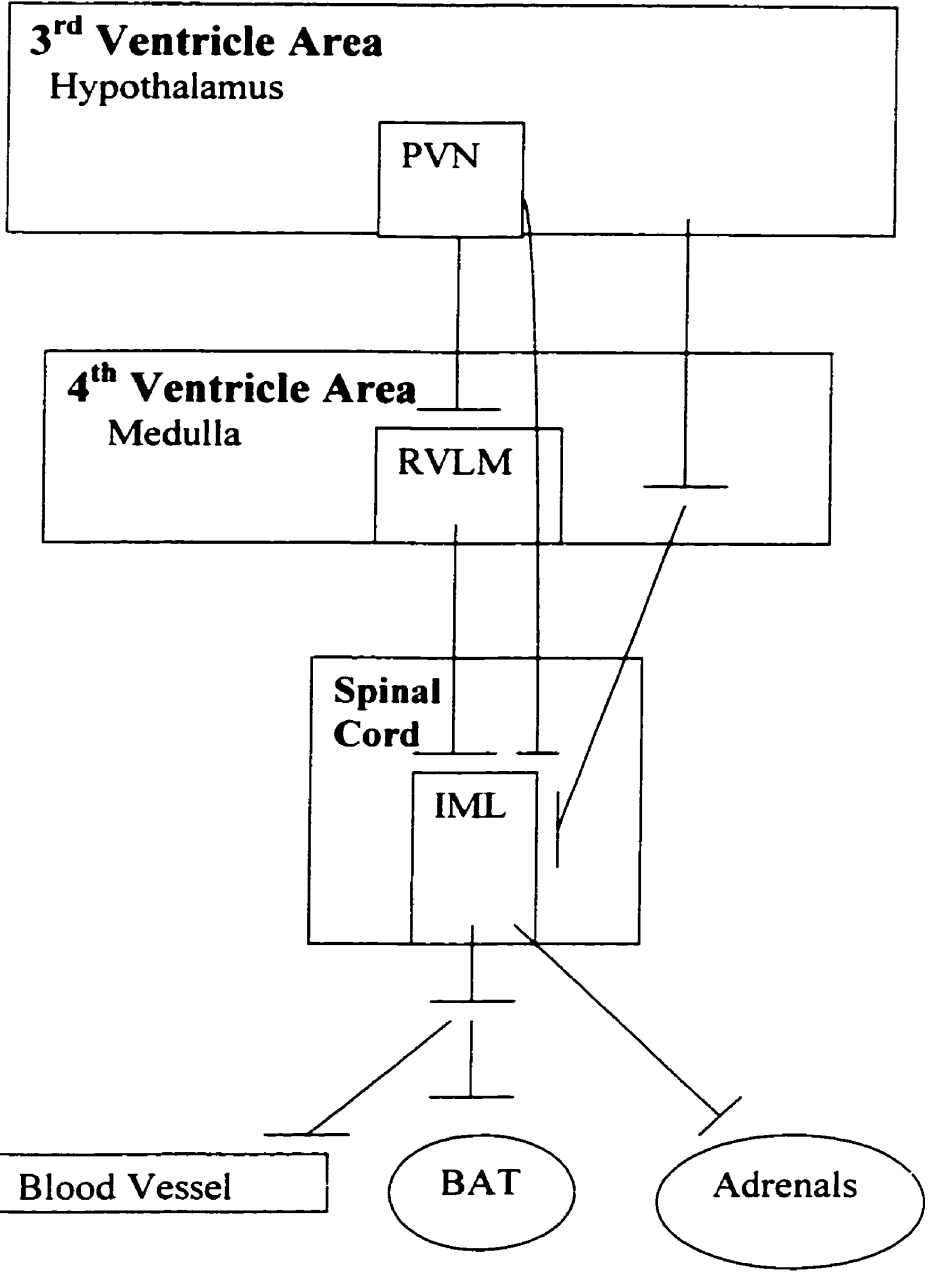 3rd Ventricle Area
Hypothalamus
PVN
4th Ventricle Area
Medulla
RVLM
Spinal
Cord
IML
Blood Vessel
BAT
Adrenals